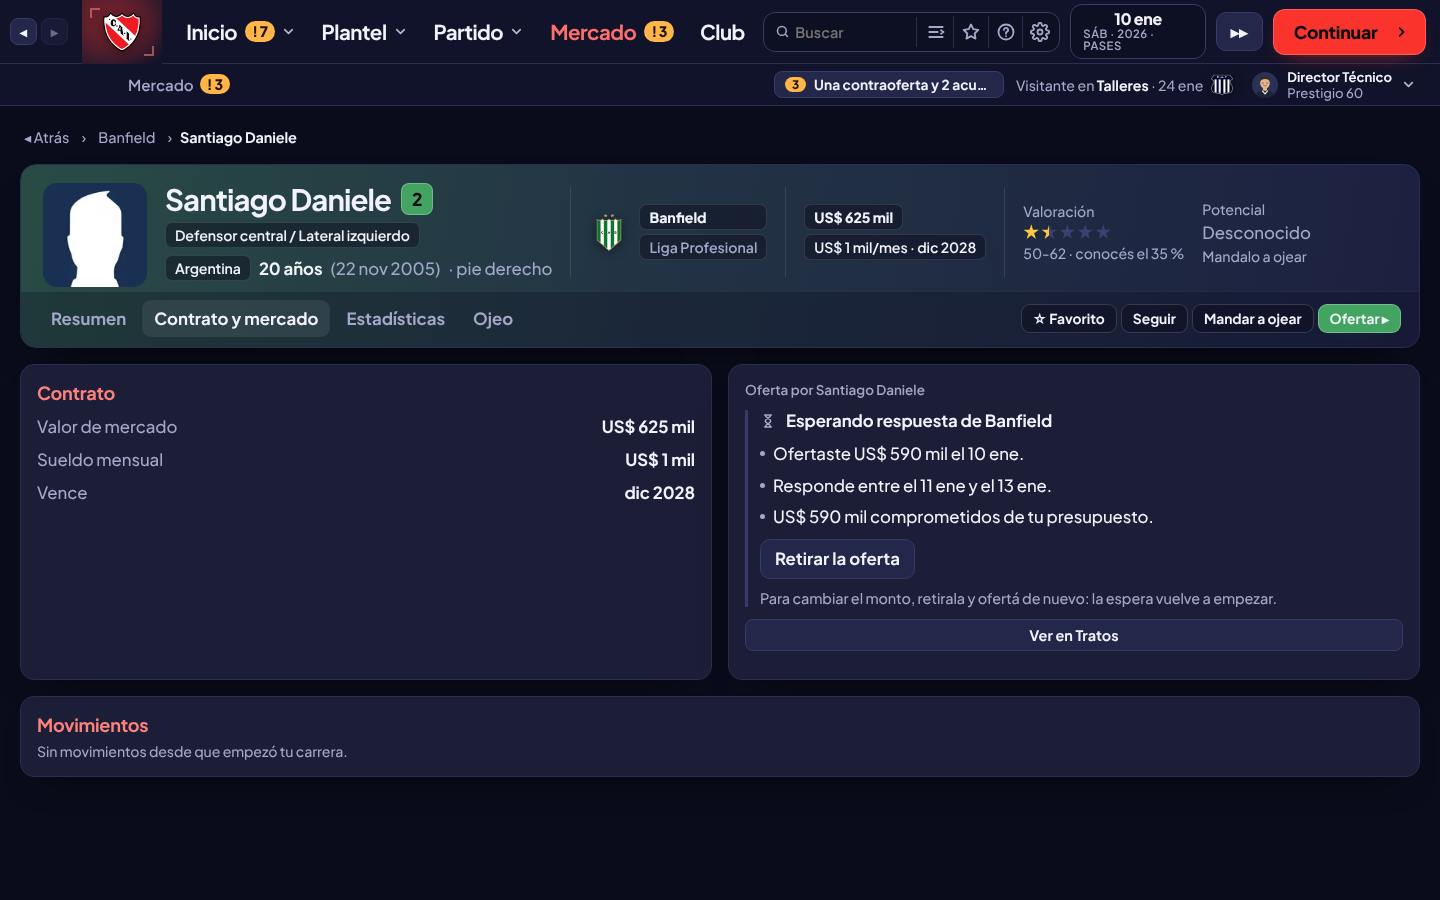 Inicio !7 Plantel Partido Mercado !3 Club Buscar 10 ene SÁB · 2026 · PASES Continuar
Mercado !3 3 Una contraoferta y 2 acu... Visitante en Talleres · 24 ene Director Técnico
Prestigio 60
Atrás › Banfield › Santiago Daniele
Santiago Daniele 2
Defensor central / Lateral izquierdo
Argentina 20 años (22 nov 2005) · pie derecho
Banfield
Liga Profesional
US$ 625 mil
US$ 1 mil/mes · dic 2028
Valoración
50-62 · conocés el 35 %
Potencial
Desconocido
Mandalo a ojear
Resumen Contrato y mercado Estadísticas Ojeo Favorito Seguir Mandar a ojear Ofertar
Contrato
Valor de mercado US$ 625 mil
Sueldo mensual US$ 1 mil
Vence dic 2028
Oferta por Santiago Daniele
Esperando respuesta de Banfield
• Ofertaste US$ 590 mil el 10 ene.
• Responde entre el 11 ene y el 13 ene.
• US$ 590 mil comprometidos de tu presupuesto.
Retirar la oferta
Para cambiar el monto, retirala y ofertá de nuevo: la espera vuelve a empezar.
Ver en Tratos
Movimientos
Sin movimientos desde que empezó tu carrera.